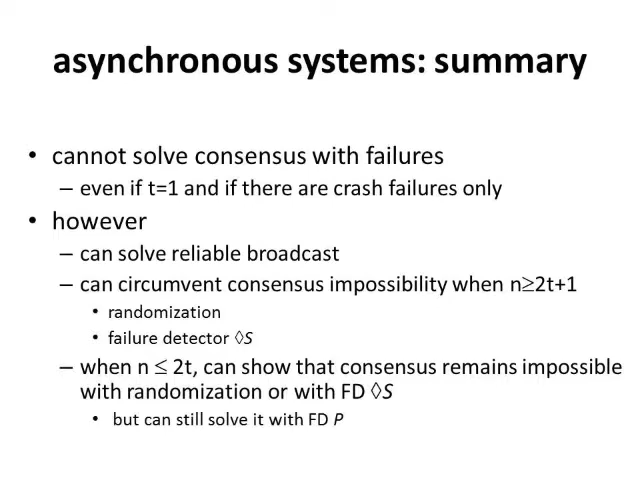 asynchronous systems: summary
• cannot solve consensus with failures
– even if t=1 and if there are crash failures only
• however
– can solve reliable broadcast
– can circumvent consensus impossibility when n≥2t+1
• randomization
• failure detector ◊S
– when n ≤ 2t, can show that consensus remains impossible
with randomization or with FD ◊S
• but can still solve it with FD P